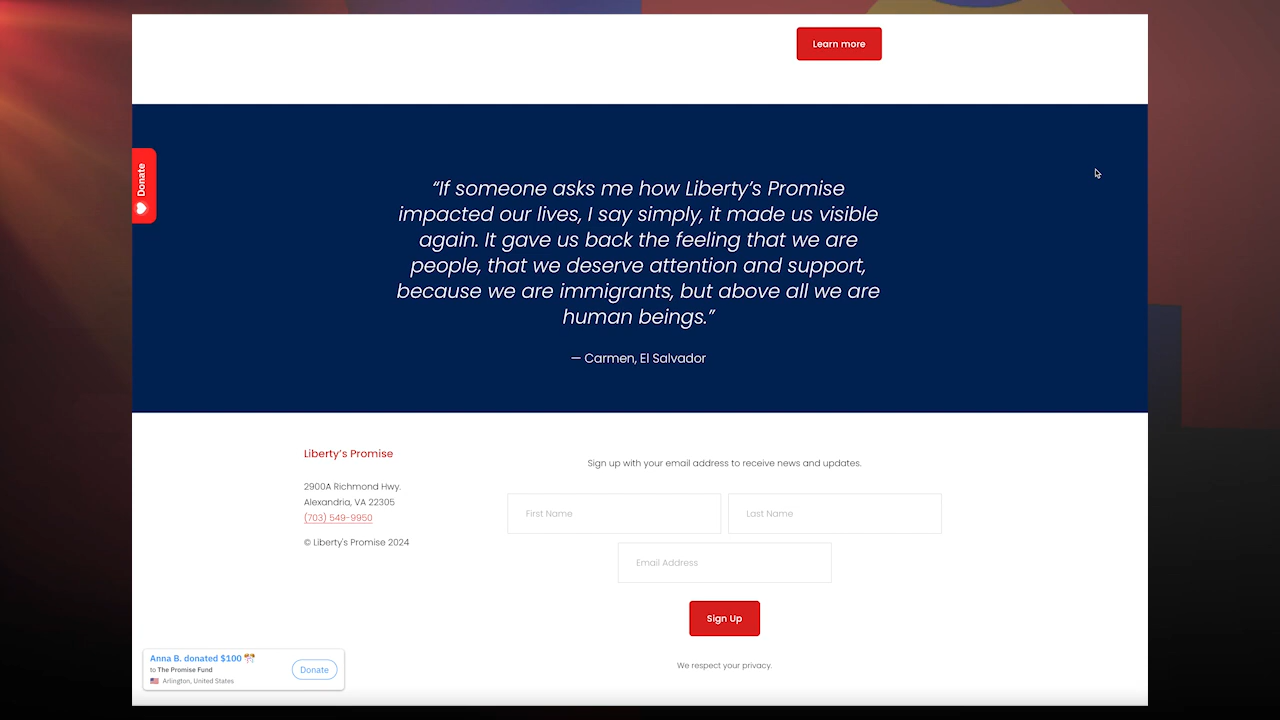 Learn more
Donate
“If someone asks me how Liberty’s Promise
impacted our lives, I say simply, it made us visible
again. It gave us back the feeling that we are
people, that we deserve attention and support,
because we are immigrants, but above all we are
human beings.”
— Carmen, El Salvador
Liberty’s Promise
2900A Richmond Hwy.
Alexandria, VA 22305
(703) 549-9950
© Liberty's Promise 2024
Sign up with your email address to receive news and updates.
First Name
Last Name
Email Address
Sign Up
We respect your privacy.
Anna B. donated $100
to The Promise Fund
Arlington, United States
Donate